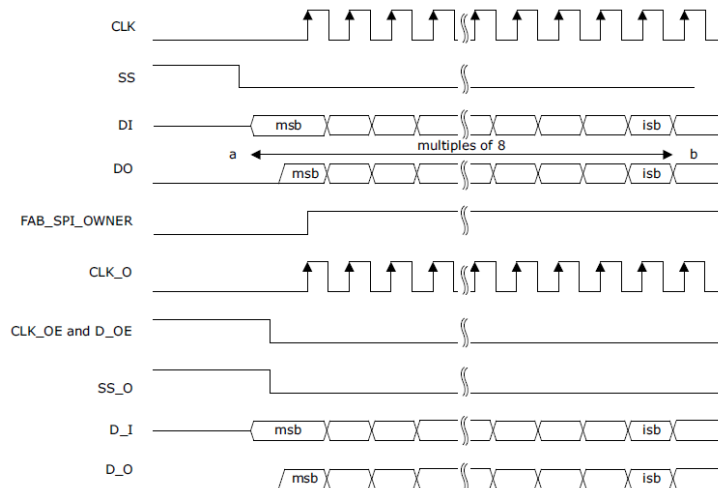 CLK
SS
DI msb isb
a multiples of 8 b
DO msb isb
FAB_SPI_OWNER
CLK_O
CLK_OE and D_OE
SS_O
D_I msb isb
D_O msb isb